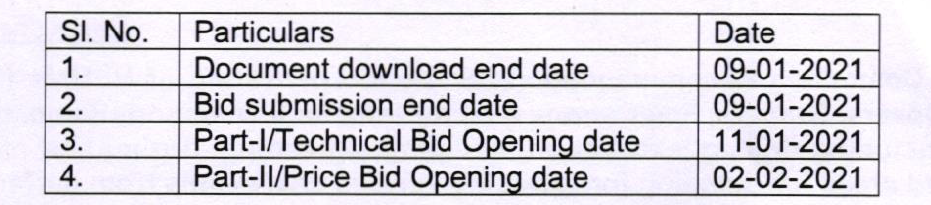 Sl. No. Particulars Date
1. Document download end date 09-01-2021
2. Bid submission end date 09-01-2021
3. Part-I/Technical Bid Opening date 11-01-2021
4. Part-II/Price Bid Opening date 02-02-2021